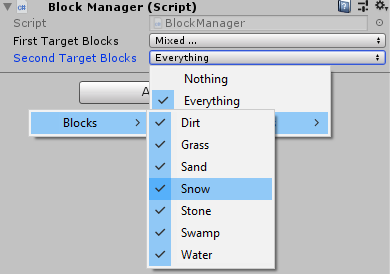 Block Manager (Script)
Script
BlockManager
First Target Blocks
Mixed ...
Second Target Blocks
Everything
Nothing
Everything
A
Blocks
Dirt
Grass
Sand
Snow
Stone
Swamp
Water